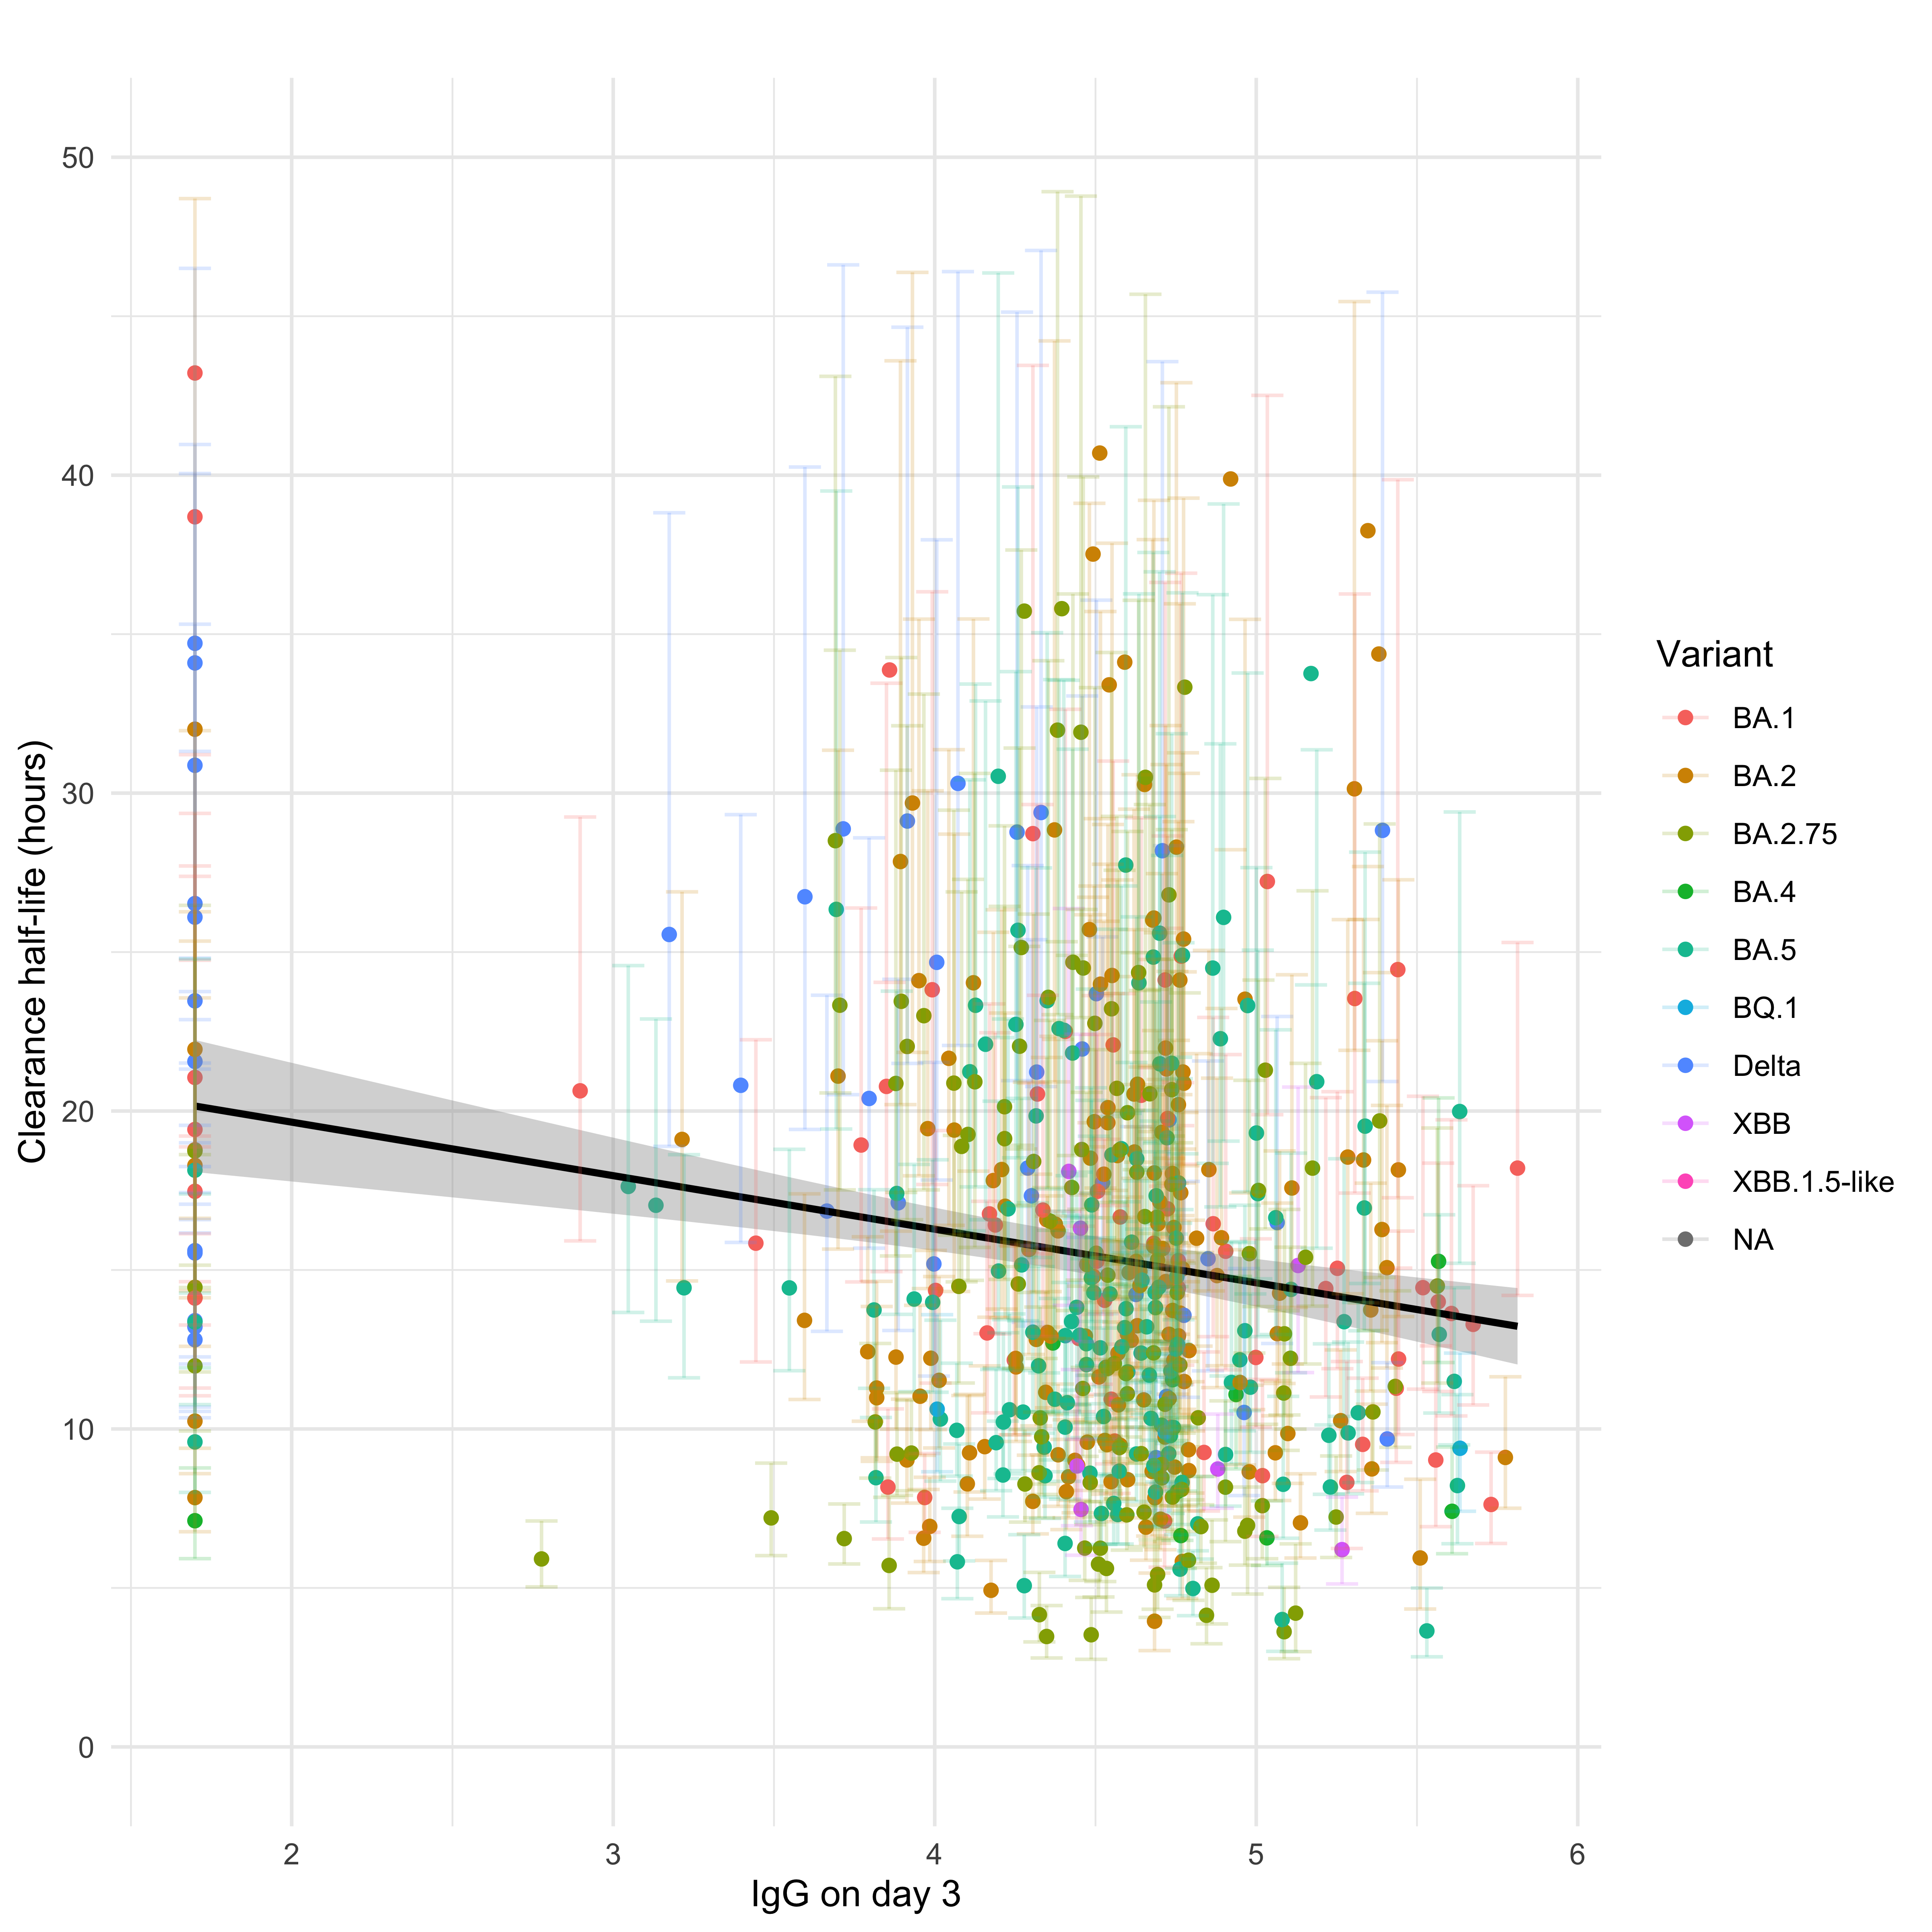 50
40
30
20
10
0
Clearance half-life (hours)
2
3
4
5
6
IgG on day 3
Variant
BA.1
BA.2
BA.2.75
BA.4
BA.5
BQ.1
Delta
XBB
XBB.1.5-like
NA